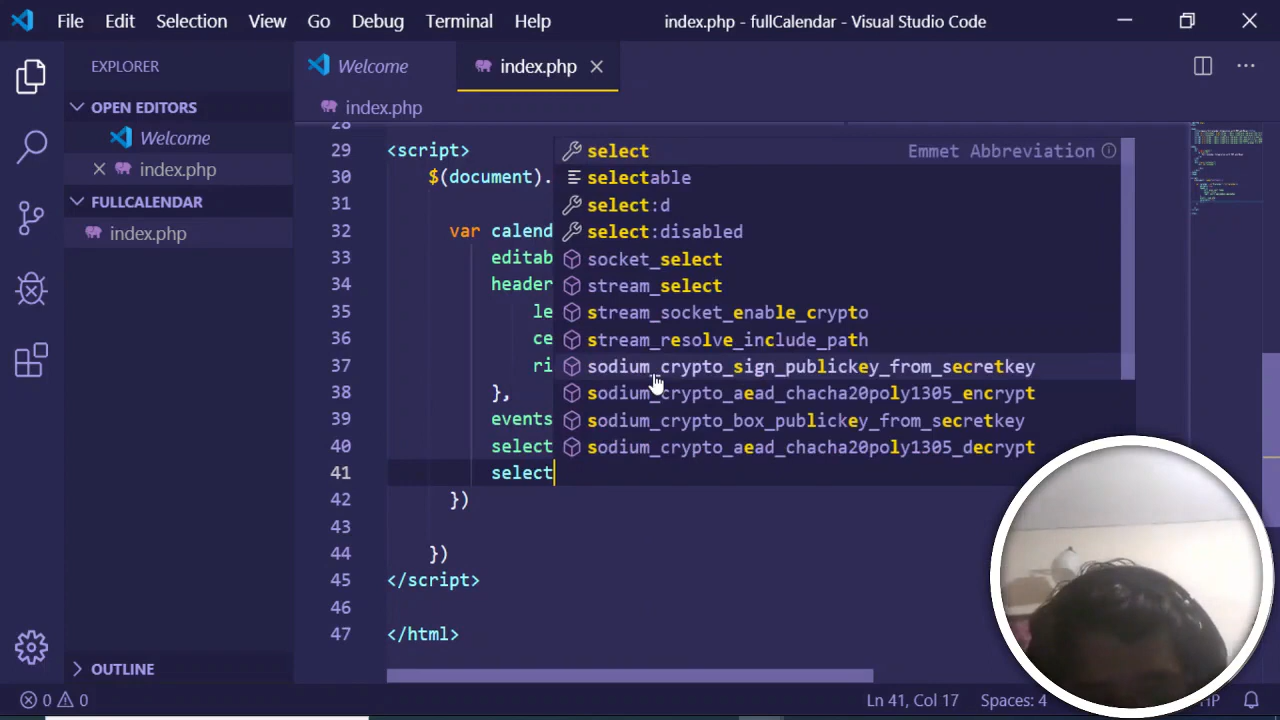 File Edit Selection View Go Debug Terminal Help index.php - fullCalendar - Visual Studio Code
EXPLORER
OPEN EDITORS
Welcome
index.php
FULLCALENDAR
index.php
OUTLINE
Welcome
index.php
index.php
28
29 <script>
30 $(document).
31
32 var calend
33 editab
34 header
35 le
36 ce
37 ri
38 },
39 events
40 select
41 select
42 })
43
44 })
45 </script>
46
47 </html>
select Emmet Abbreviation
selectable
select:d
select:disabled
socket_select
stream_select
stream_socket_enable_crypto
stream_resolve_include_path
sodium_crypto_sign_publickey_from_secretkey
sodium_crypto_aead_chacha20poly1305_encrypt
sodium_crypto_box_publickey_from_secretkey
sodium_crypto_aead_chacha20poly1305_decrypt
0 0 Ln 41, Col 17 Spaces: 4 HP